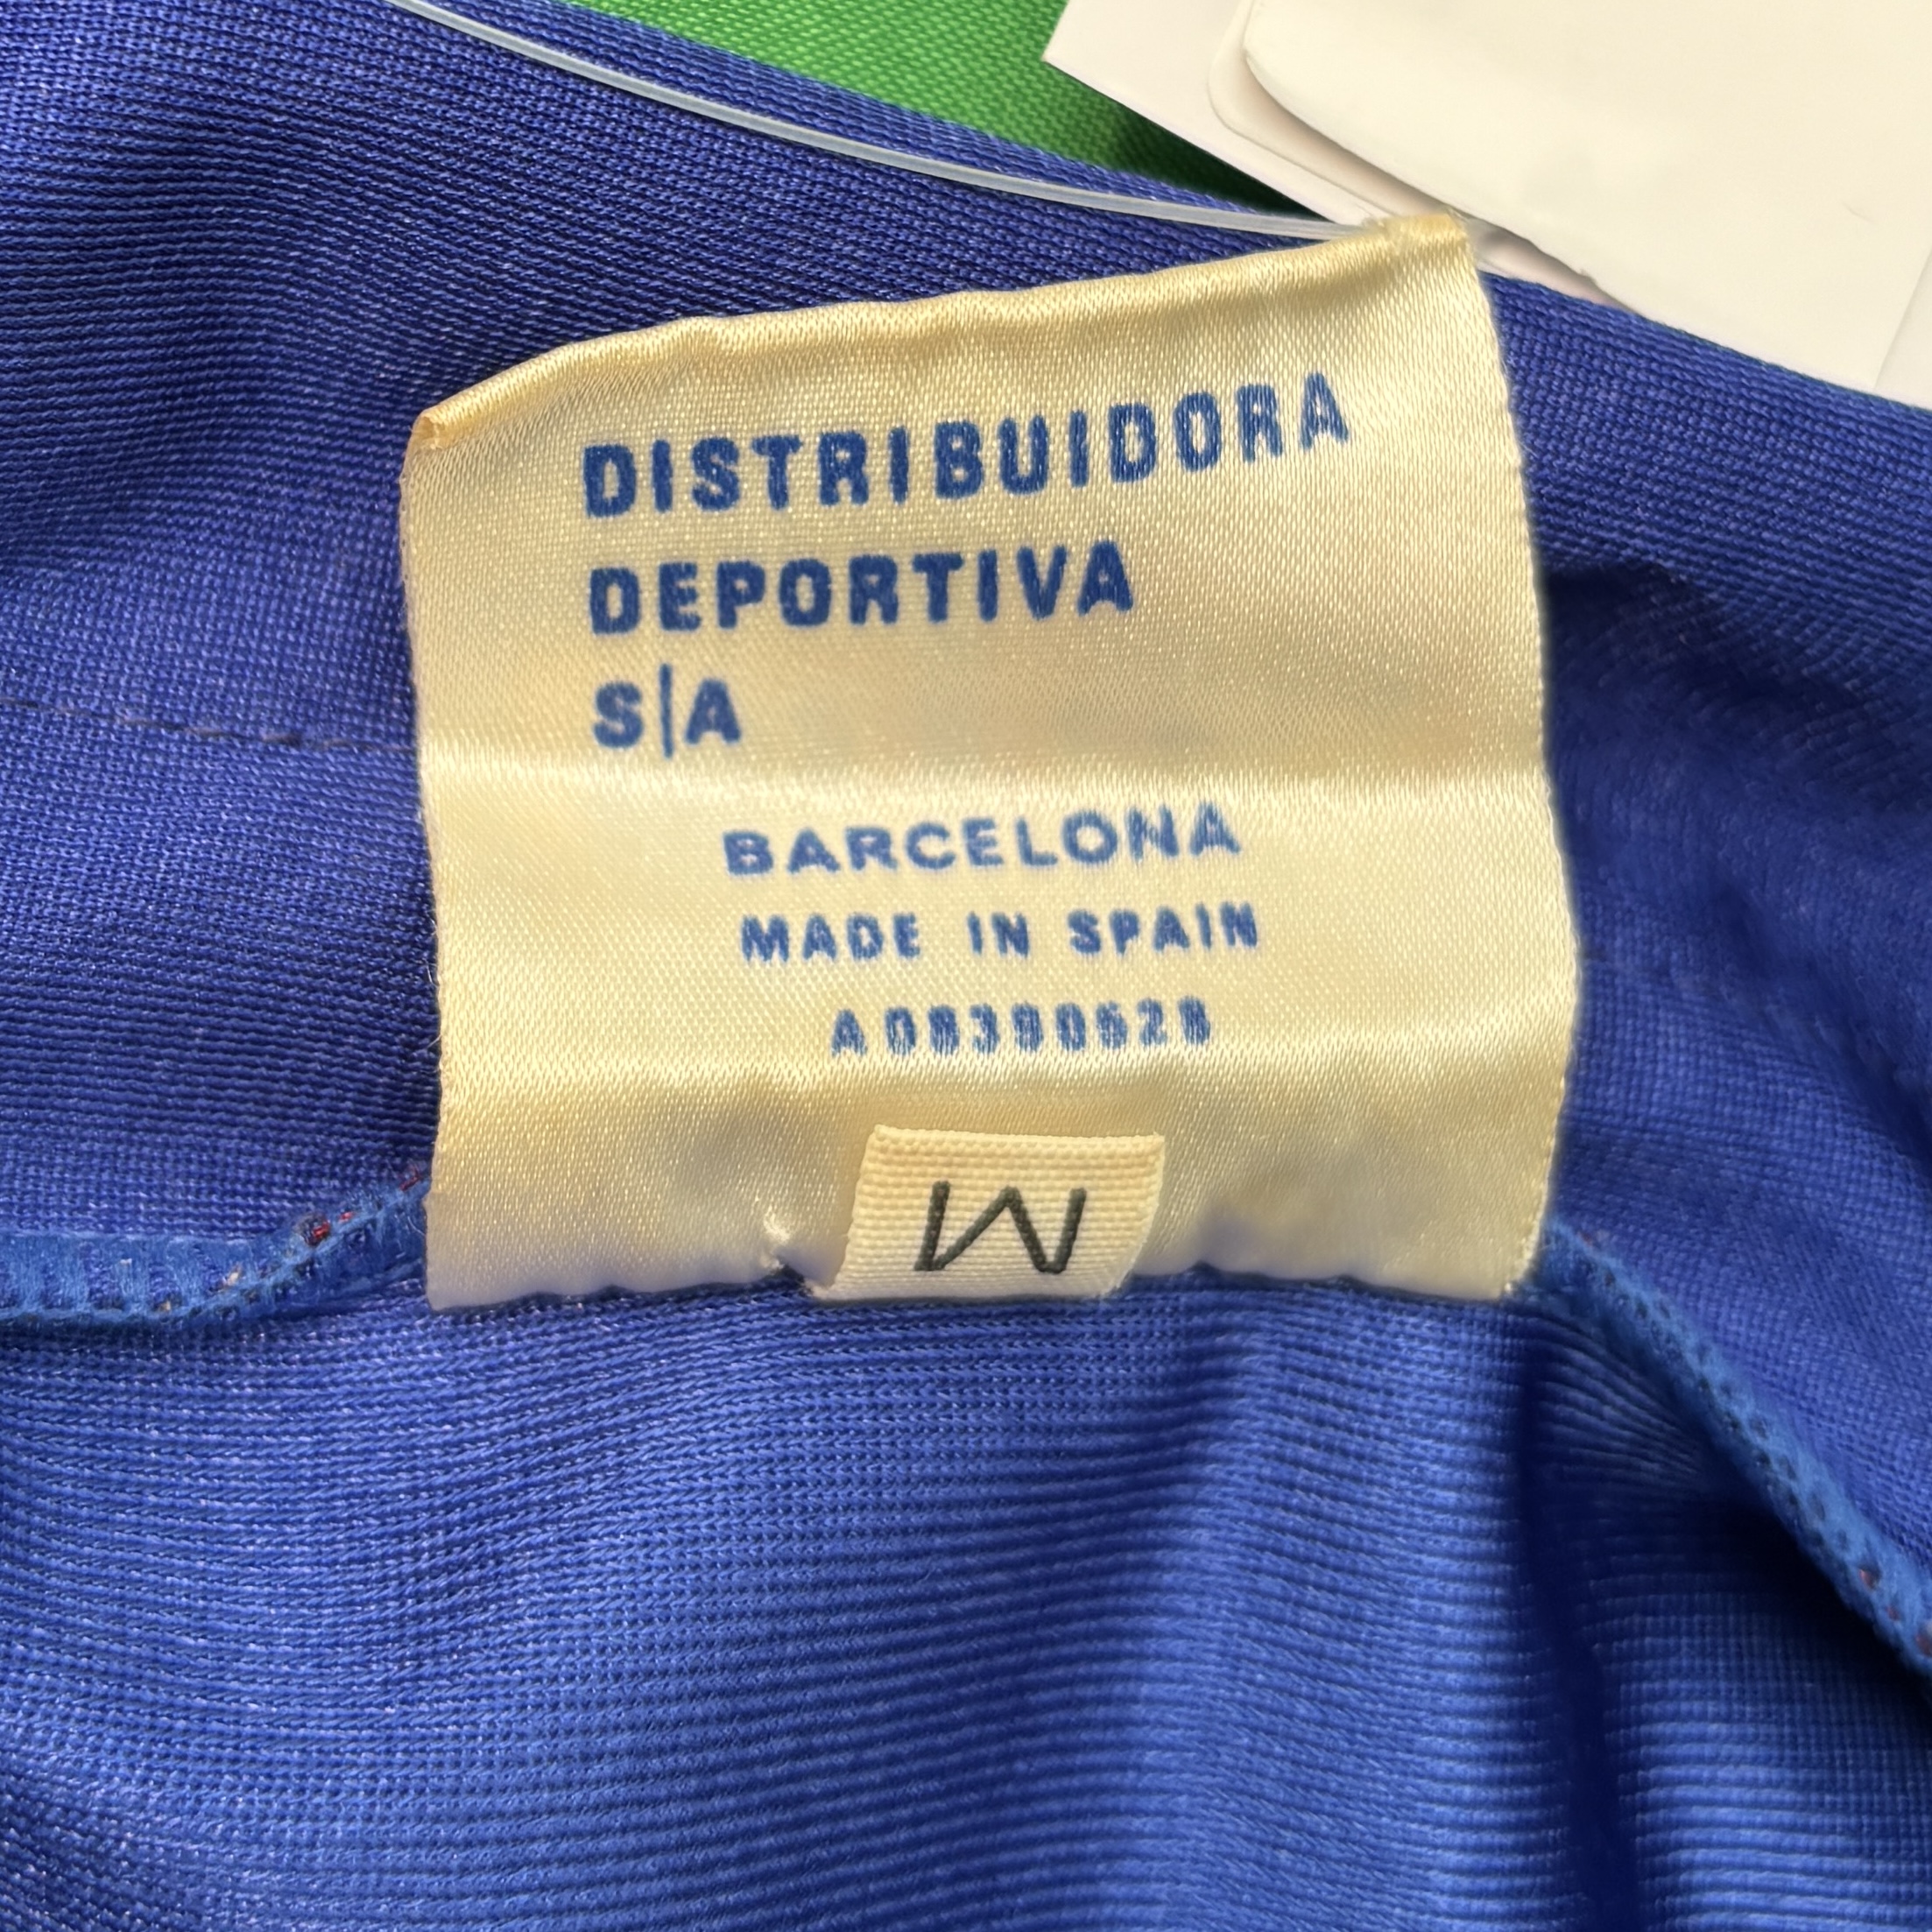 DISTRIBUIDORA
DEPORTIVA
S/A
BARCELONA
MADE IN SPAIN
M